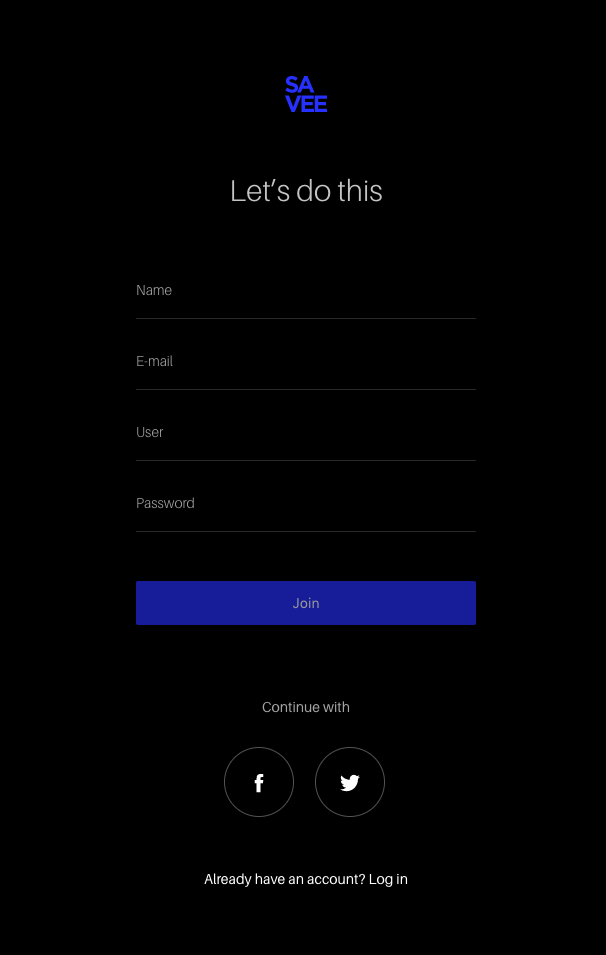 SA
VEE
Let’s do this
Name
E-mail
User
Password
Join
Continue with
Already have an account? Log in